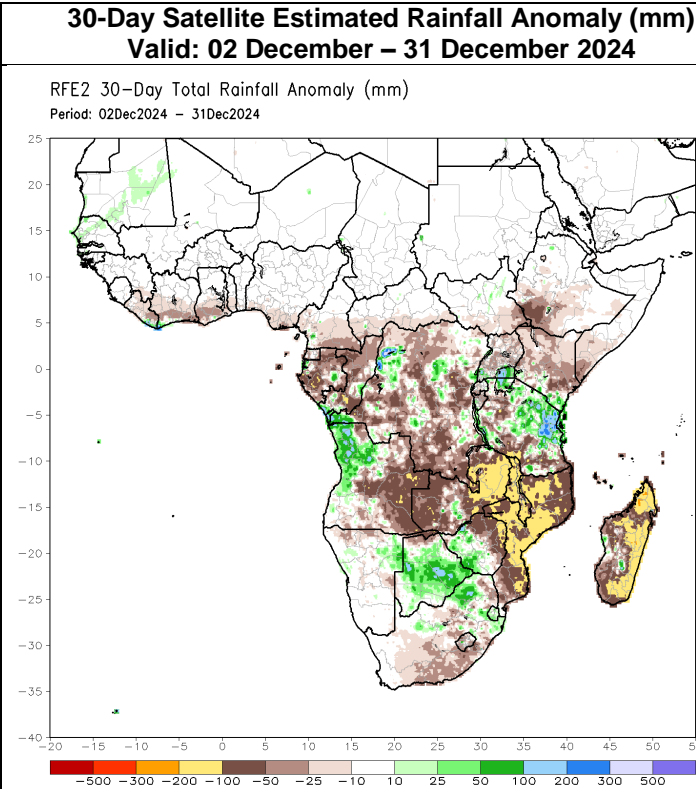 30-Day Satellite Estimated Rainfall Anomaly (mm)
Valid: 02 December – 31 December 2024
RFE2 30-Day Total Rainfall Anomaly (mm)
Period: 02Dec2024 - 31Dec2024
25
20
15
10
5
0
-5
-10
-15
-20
-25
-30
-35
-40
-20 -15 -10 -5 0 5 10 15 20 25 30 35 40 45 50
-500 -300 -200 -100 -50 -25 -10 10 25 50 100 200 300 500